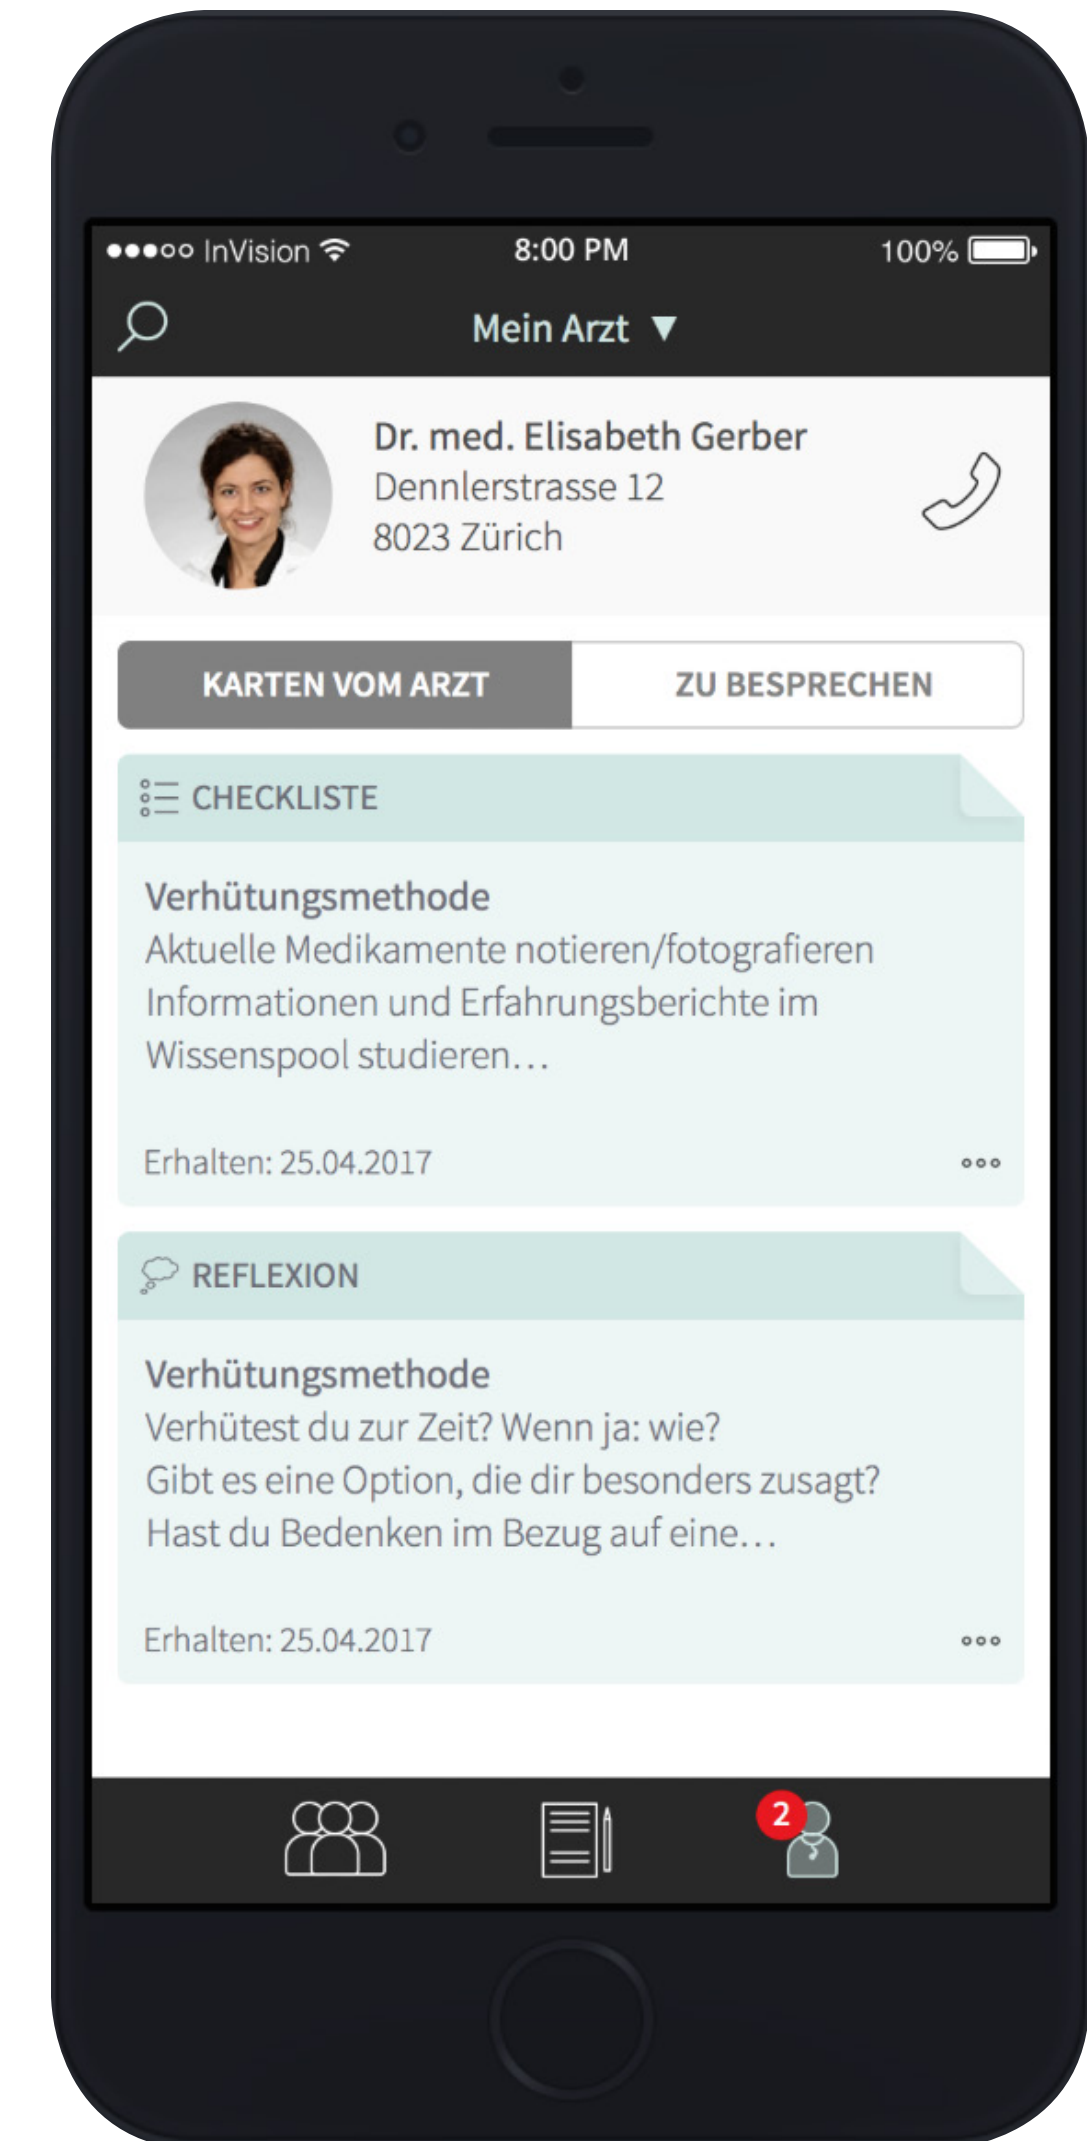 InVision 8:00 PM 100%
Mein Arzt ▼
Dr. med. Elisabeth Gerber
Dennlerstrasse 12
8023 Zürich
KARTEN VOM ARZT ZU BESPRECHEN
CHECKLISTE
Verhütungsmethode
Aktuelle Medikamente notieren/fotografieren
Informationen und Erfahrungsberichte im
Wissenspool studieren...
Erhalten: 25.04.2017
REFLEXION
Verhütungsmethode
Verhütest du zur Zeit? Wenn ja: wie?
Gibt es eine Option, die dir besonders zusagt?
Hast du Bedenken im Bezug auf eine...
Erhalten: 25.04.2017
2